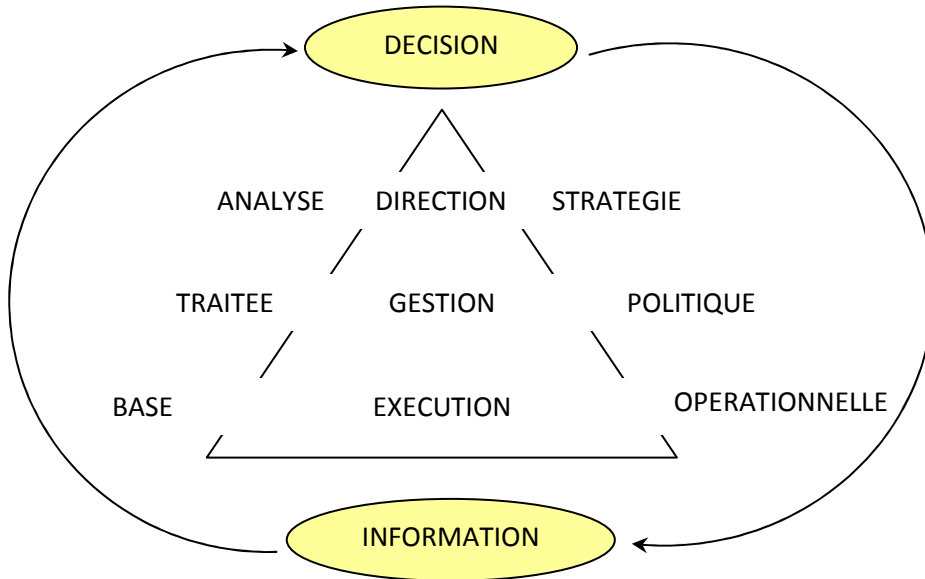 DECISION
ANALYSE DIRECTION STRATEGIE
TRAITEE GESTION POLITIQUE
BASE EXECUTION OPERATIONNELLE
INFORMATION